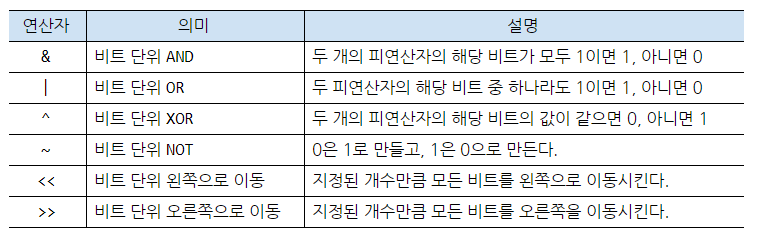 연산자 의미 설명
& 비트 단위 AND 두 개의 피연산자의 해당 비트가 모두 1이면 1, 아니면 0
| 비트 단위 OR 두 피연산자의 해당 비트 중 하나라도 1이면 1, 아니면 0
^ 비트 단위 XOR 두 개의 피연산자의 해당 비트의 값이 같으면 0, 아니면 1
~ 비트 단위 NOT 0은 1로 만들고, 1은 0으로 만든다.
<< 비트 단위 왼쪽으로 이동 지정된 개수만큼 모든 비트를 왼쪽으로 이동시킨다.
>> 비트 단위 오른쪽으로 이동 지정된 개수만큼 모든 비트를 오른쪽을 이동시킨다.